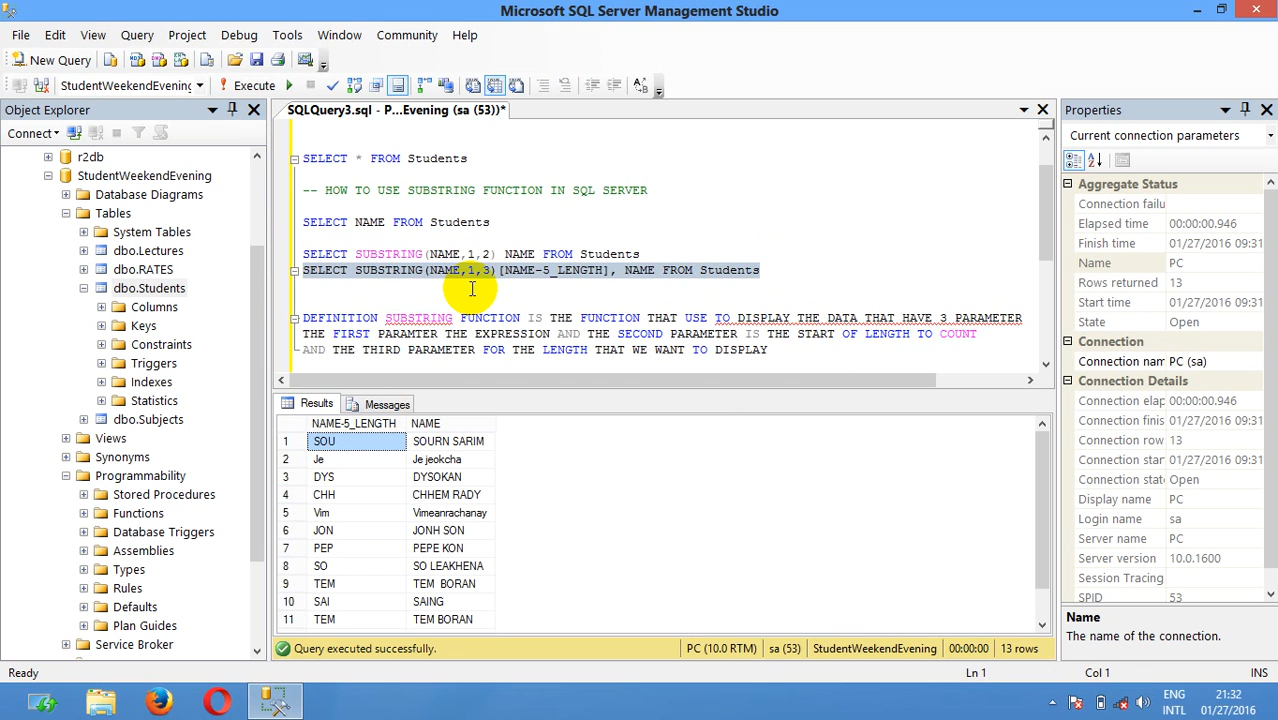 Microsoft SQL Server Management Studio
File Edit View Query Project Debug Tools Window Community Help
New Query
StudentWeekendEvening Execute
Object Explorer
Connect
r2db
StudentWeekendEvening
Database Diagrams
Tables
System Tables
dbo.Lectures
dbo.RATES
dbo.Students
Columns
Keys
Constraints
Triggers
Indexes
Statistics
dbo.Subjects
Views
Synonyms
Programmability
Stored Procedures
Functions
Database Triggers
Assemblies
Types
Rules
Defaults
Plan Guides
Service Broker
SQLQuery3.sql - P...Evening (sa (53))*
SELECT * FROM Students
-- HOW TO USE SUBSTRING FUNCTION IN SQL SERVER
SELECT NAME FROM Students
SELECT SUBSTRING(NAME,1,2) NAME FROM Students
SELECT SUBSTRING(NAME,1,3)[NAME-5_LENGTH], NAME FROM Students
DEFINITION SUBSTRING FUNCTION IS THE FUNCTION THAT USE TO DISPLAY THE DATA THAT HAVE 3 PARAMETER
THE FIRST PARAMTER THE EXPRESSION AND THE SECOND PARAMETER IS THE START OF LENGTH TO COUNT
AND THE THIRD PARAMETER FOR THE LENGTH THAT WE WANT TO DISPLAY
Results Messages
NAME-5_LENGTH NAME
1 SOU SOURN SARIM
2 Je Je jeokcha
3 DYS DYSOKAN
4 CHH CHHEM RADY
5 Vim Vimeanrachanay
6 JON JONH SON
7 PEP PEPE KON
8 SO SO LEAKHENA
9 TEM TEM BORAN
10 SAI SAING
11 TEM TEM BORAN
Query executed successfully. PC (10.0 RTM) sa (53) StudentWeekendEvening 00:00:00 13 rows
Properties
Current connection parameters
Aggregate Status
Connection failu
Elapsed time 00:00:00.946
Finish time 01/27/2016 09:31
Name PC
Rows returned 13
Start time 01/27/2016 09:31
State Open
Connection
Connection nam PC (sa)
Connection Details
Connection elap 00:00:00.946
Connection finis 01/27/2016 09:31
Connection row 13
Connection start 01/27/2016 09:31
Connection state Open
Display name PC
Login name sa
Server name PC
Server version 10.0.1600
Session Tracing
SPID 53
Name
The name of the connection.
Ready Ln 1 Col 1 INS
ENG 21:32
INTL 01/27/2016